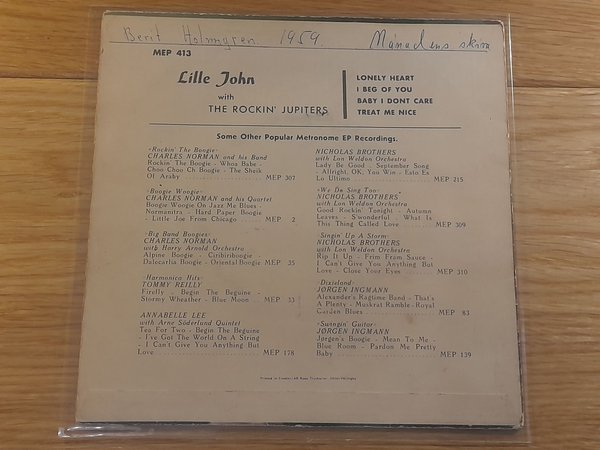 Berit Holmgren. 1959. Månadens skiva
MEP 413
Lille John
with
THE ROCKIN' JUPITERS
LONELY HEART
I BEG OF YOU
BABY I DONT CARE
TREAT ME NICE
Some Other Popular Metronome EP Recordings.
»Rockin' The Boogie»
CHARLES NORMAN and his Band
Rockin' The Boogie - Whoa Babe -
Choo Choo Ch Boogie - The Sheik
Of Araby .......... MEP 307
»Boogie Woogie»
CHARLES NORMAN and his Quartet
Boogie Woogie On Jazz Me Blues -
Normanitra - Hard Paper Boogie
- Little Joe From Chicago ...... MEP 2
»Big Band Boogies»
CHARLES NORMAN
with Harry Arnold Orchestra
Alpine Boogie - Ciribiriboogie
Dalecarlia Boogie - Oriental Boogie MEP 35
»Harmonica Hits»
TOMMY REILLY
Firefly - Begin The Beguine -
Stormy Wheather - Blue Moon .. MEP 53
ANNABELLE LEE
with Arne Söderlund Quintet
Tea For Two - Begin The Beguine
- I've Got The World On A String
- I Can't Give You Anything But
Love .......... MEP 178
NICHOLAS BROTHERS
with Lon Weldon Orchestra
Lady Be Good - September Song
- Allright, OK, You Win - Esto Es
Lo Ultimo .......... MEP 215
»We Do Sing Too»
NICHOLAS BROTHERS
with Lon Weldon Orchestra
Good Rockin' Tonight - Autumn
Leaves - S'wonderful - What Is
This Thing Called Love ...... MEP 309
»Singin' Up A Storm»
NICHOLAS BROTHERS
with Lon Weldon Orchestra
Rip It Up - Frim Fram Sauce -
I Can't Give You Anything But
Love - Close Your Eyes ...... MEP 310
»Dixieland»
JØRGEN INGMANN
Alexander's Ragtime Band - That's
A Plenty - Muskrat Ramble-Royal
Garden Blues .......... MEP 83
»Swingin' Guitar»
JØRGEN INGMANN
Jørgen's Boogie - Mean To Me -
Blue Room - Pardon Me Pretty
Baby .......... MEP 139